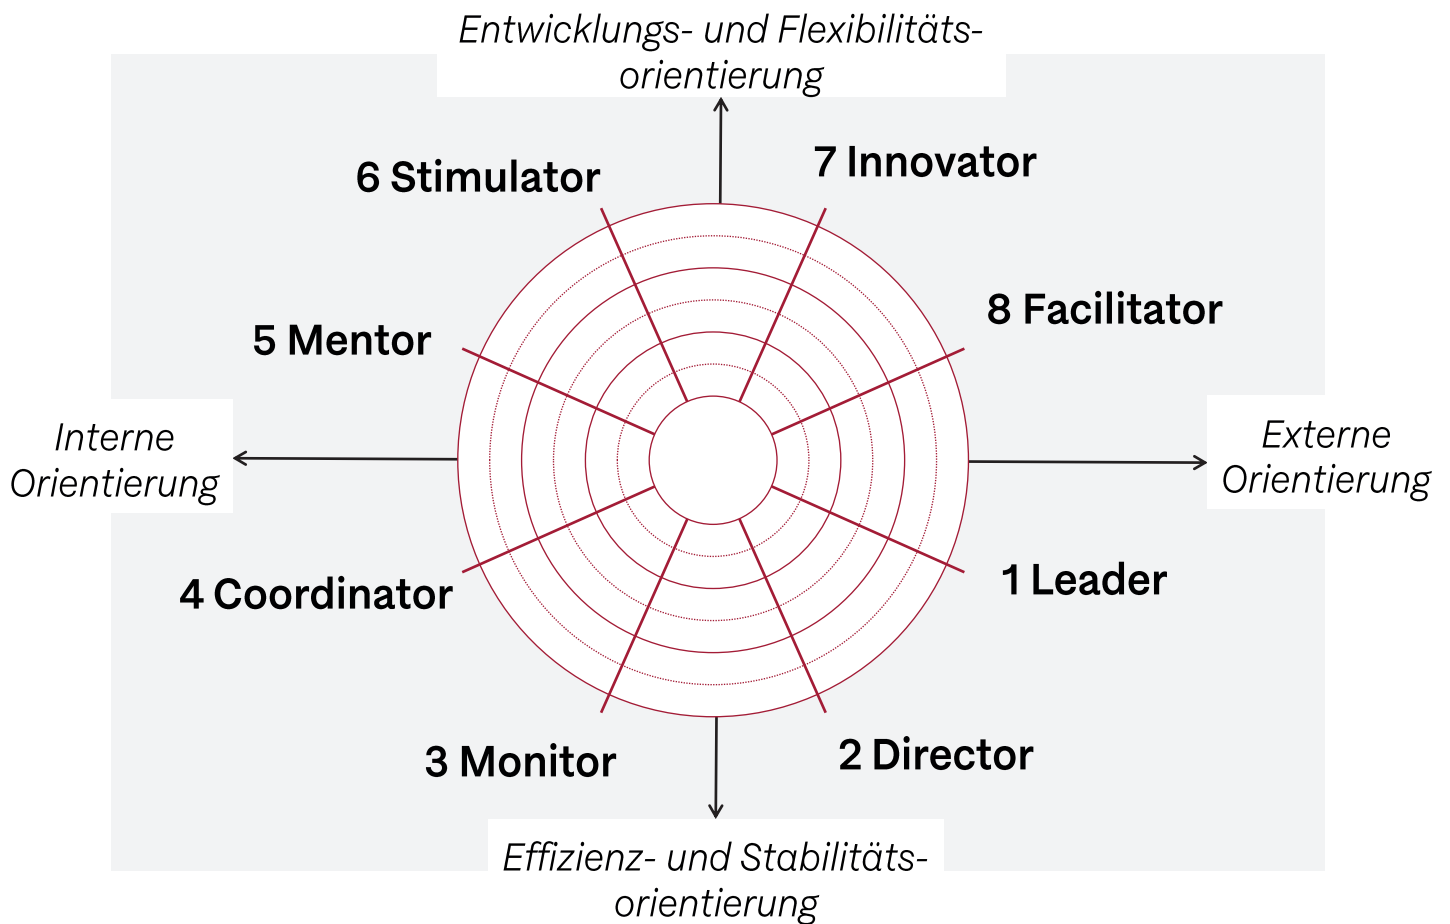 Entwicklungs- und Flexibilitäts-
orientierung
7 Innovator
6 Stimulator
8 Facilitator
5 Mentor
Interne
Orientierung
Externe
Orientierung
1 Leader
4 Coordinator
2 Director
3 Monitor
Effizienz- und Stabilitäts-
orientierung